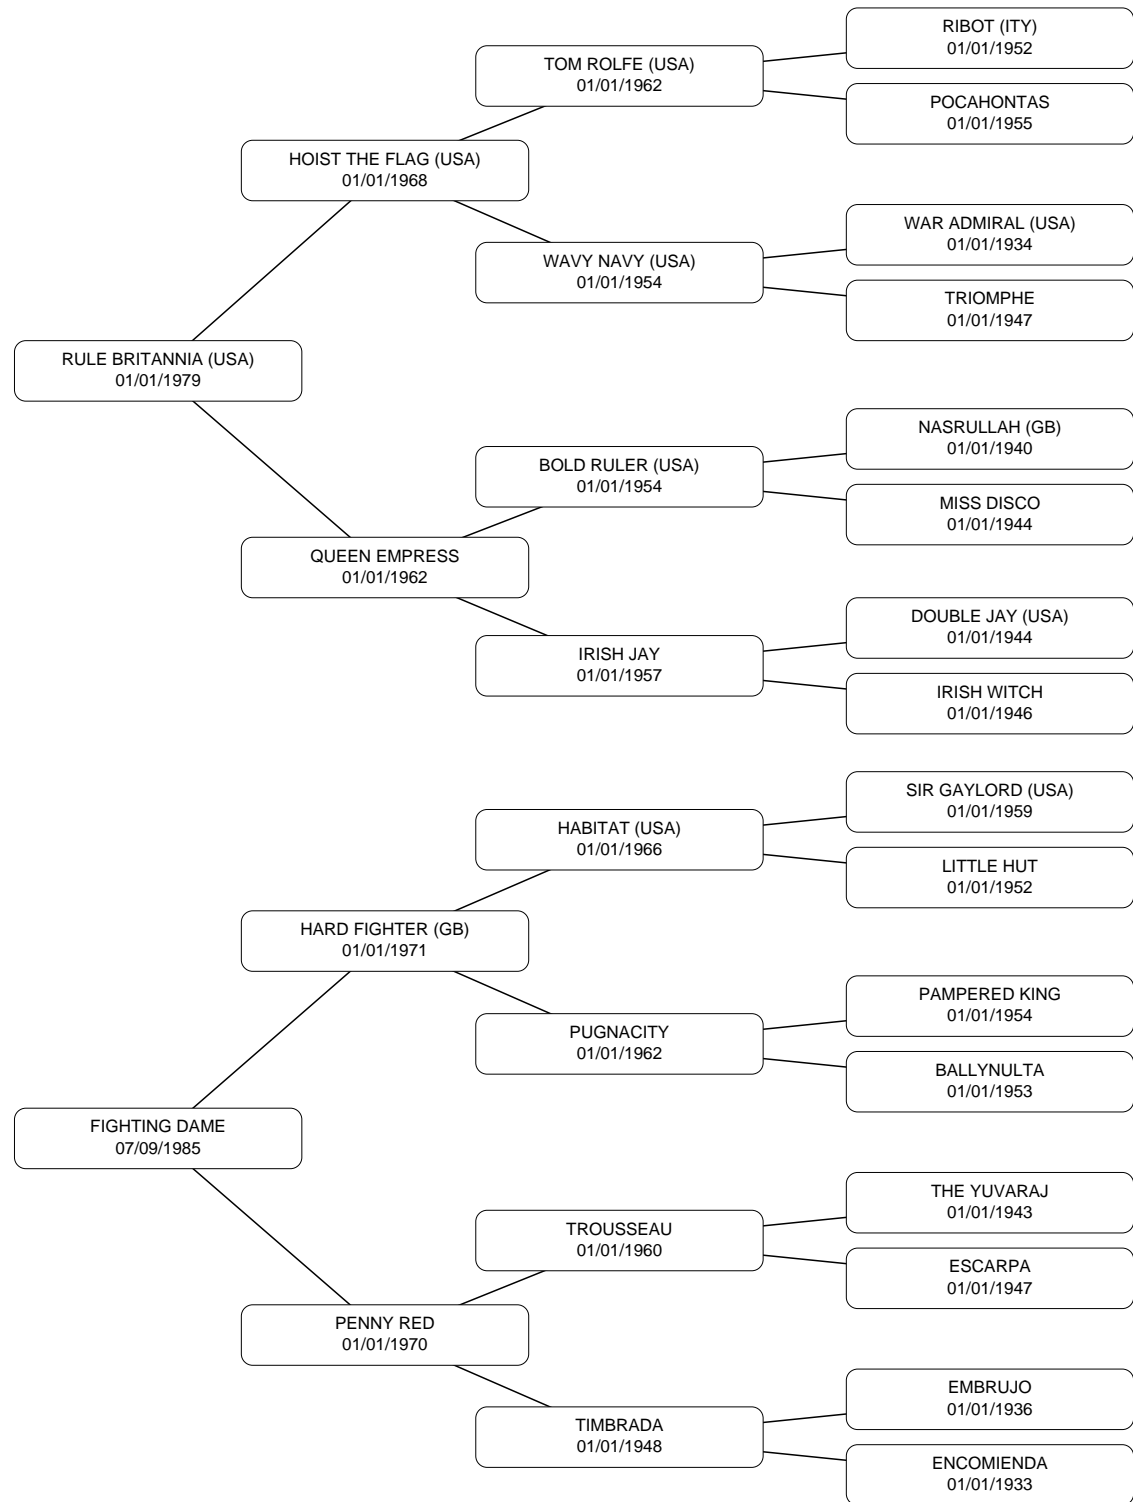 RIBOT (ITY)
01/01/1952
TOM ROLFE (USA)
01/01/1962
POCAHONTAS
01/01/1955
HOIST THE FLAG (USA)
01/01/1968
WAR ADMIRAL (USA)
01/01/1934
WAVY NAVY (USA)
01/01/1954
TRIOMPHE
01/01/1947
RULE BRITANNIA (USA)
01/01/1979
NASRULLAH (GB)
01/01/1940
BOLD RULER (USA)
01/01/1954
MISS DISCO
01/01/1944
QUEEN EMPRESS
01/01/1962
DOUBLE JAY (USA)
01/01/1944
IRISH JAY
01/01/1957
IRISH WITCH
01/01/1946
SIR GAYLORD (USA)
01/01/1959
HABITAT (USA)
01/01/1966
LITTLE HUT
01/01/1952
HARD FIGHTER (GB)
01/01/1971
PAMPERED KING
01/01/1954
PUGNACITY
01/01/1962
BALLYNULTA
01/01/1953
FIGHTING DAME
07/09/1985
THE YUVARAJ
01/01/1943
TROUSSEAU
01/01/1960
ESCARPA
01/01/1947
PENNY RED
01/01/1970
EMBRUJO
01/01/1936
TIMBRADA
01/01/1948
ENCOMIENDA
01/01/1933